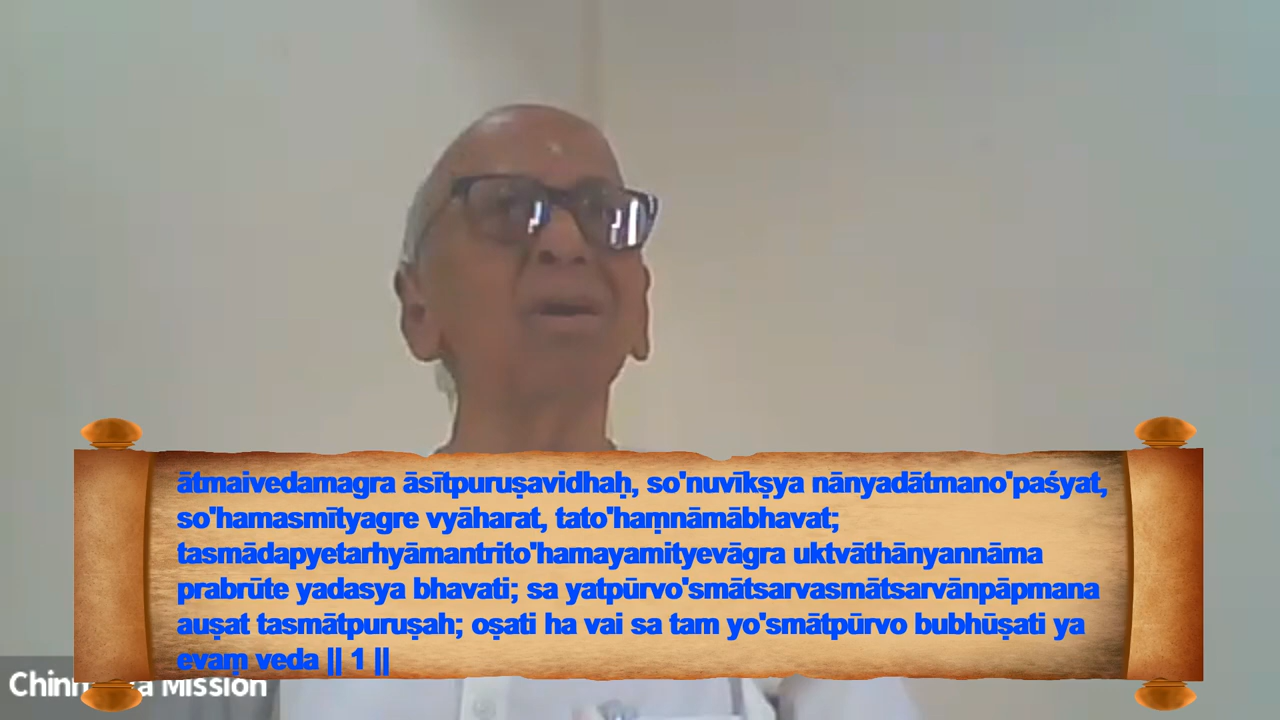 ātmaivedamagra āsītpuruṣavidhaḥ, so'nuvīkṣya nānyadātmano'paśyat,
so'hamasmītyagre vyāharat, tato'haṃnāmābhavat;
tasmādapyetarhyāmantrito'hamayamityevāgra uktvāthānyannāma
prabrūte yadasya bhavati; sa yatpūrvo'smātsarvasmātsarvānpāpmana
auṣat tasmātpuruṣah; oṣati ha vai sa tam yo'smātpūrvo bubhūṣati ya
evaṃ veda || 1 ||
Mission